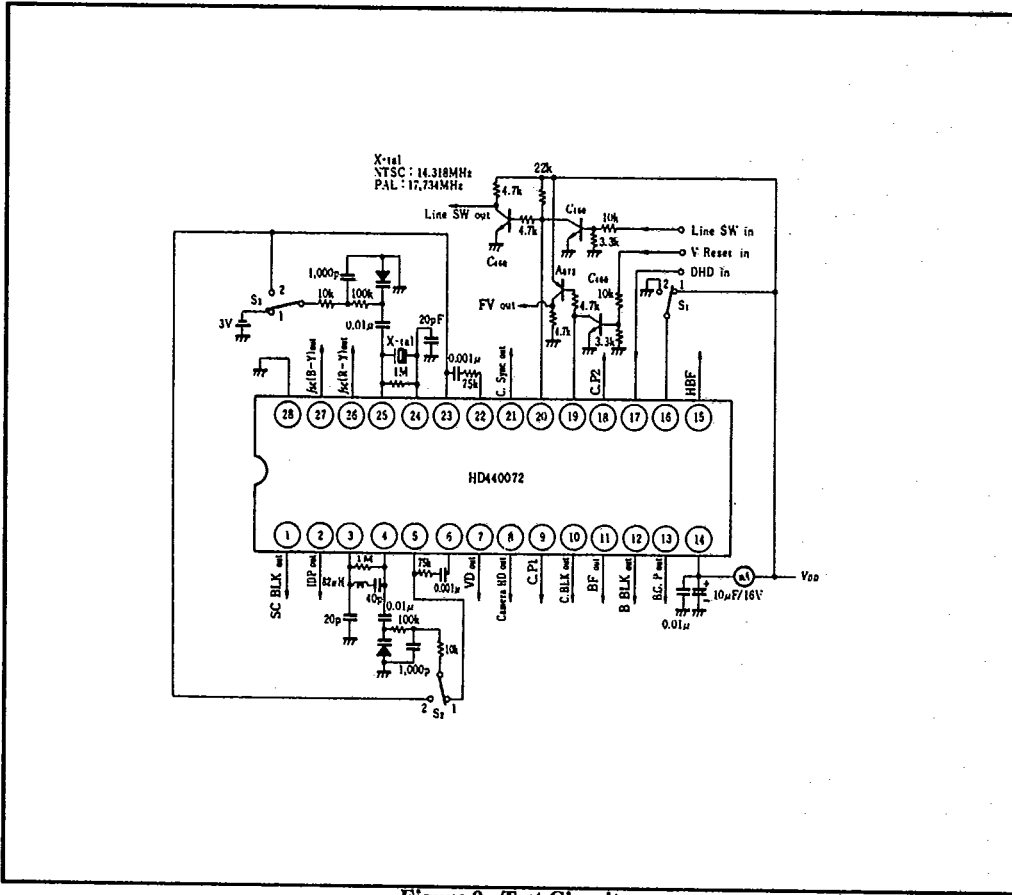 X-tal
NTSC : 14.318MHz
PAL : 17,734MHz
22k
4.7k
Line SW out
4.7k
C460
C460
10k
3.3k
Line SW in
V Reset in
DHD in
1,000p
10k
100k
2
S3
1
3V
0.01μ
20pF
X-tal
1M
0.001μ
75k
FV out
4.7k
4.7k
10k
3.3k
2
1
S1
fsc(B-Y)out
fsc(R-Y)out
C. Sync out
C.P2
HBF
28
27
26
25
24
23
22
21
20
19
18
17
16
15
HD440072
1
2
3
4
5
6
7
8
9
10
11
12
13
14
SC BLK out
IDP out
1M
82μH
40p
20p
0.01μ
100k
1,000p
10k
75k
0.001μ
VD out
Camera HD out
C.P1
C.BLK out
BF out
B BLK out
B.G. P out
0.01μ
+
10μF/16V
-
mA
VDD
2
S2
1